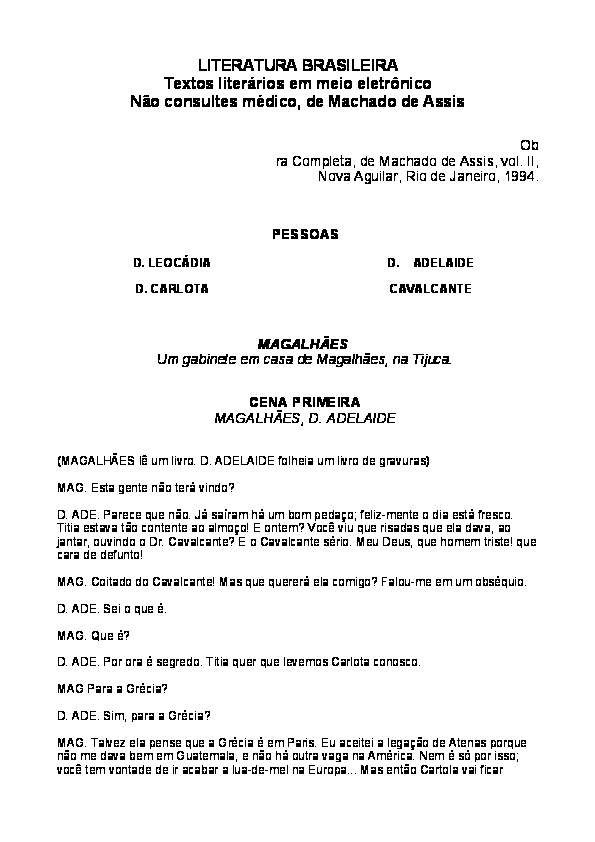 LITERATURA BRASILEIRA
Textos literários em meio eletrônico
Não consultes médico, de Machado de Assis
Ob
ra Completa, de Machado de Assis, vol. II,
Nova Aguilar, Rio de Janeiro, 1994.
PESSOAS
D. LEOCÁDIA D. ADELAIDE
D. CARLOTA CAVALCANTE
MAGALHÃES
Um gabinete em casa de Magalhães, na Tijuca.
CENA PRIMEIRA
MAGALHÃES, D. ADELAIDE
(MAGALHÃES lê um livro. D. ADELAIDE folheia um livro de gravuras)
MAG. Esta gente não terá vindo?
D. ADE. Parece que não. Já saíram há um bom pedaço; feliz-mente o dia está fresco.
Titia estava tão contente ao almoço! E ontem? Você viu que risadas que ela dava, ao
jantar, ouvindo o Dr. Cavalcante? E o Cavalcante sério. Meu Deus, que homem triste! que
cara de defunto!
MAG. Coitado do Cavalcante! Mas que quererá ela comigo? Falou-me em um obséquio.
D. ADE. Sei o que é.
MAG. Que é?
D. ADE. Por ora é segredo. Titia quer que levemos Carlota conosco.
MAG Para a Grécia?
D. ADE. Sim, para a Grécia?
MAG. Talvez ela pense que a Grécia é em Paris. Eu aceitei a legação de Atenas porque
não me dava bem em Guatemala, e não há outra vaga na América. Nem é só por isso;
você tem vontade de ir acabar a lua-de-mel na Europa... Mas então Cartola vai ficar